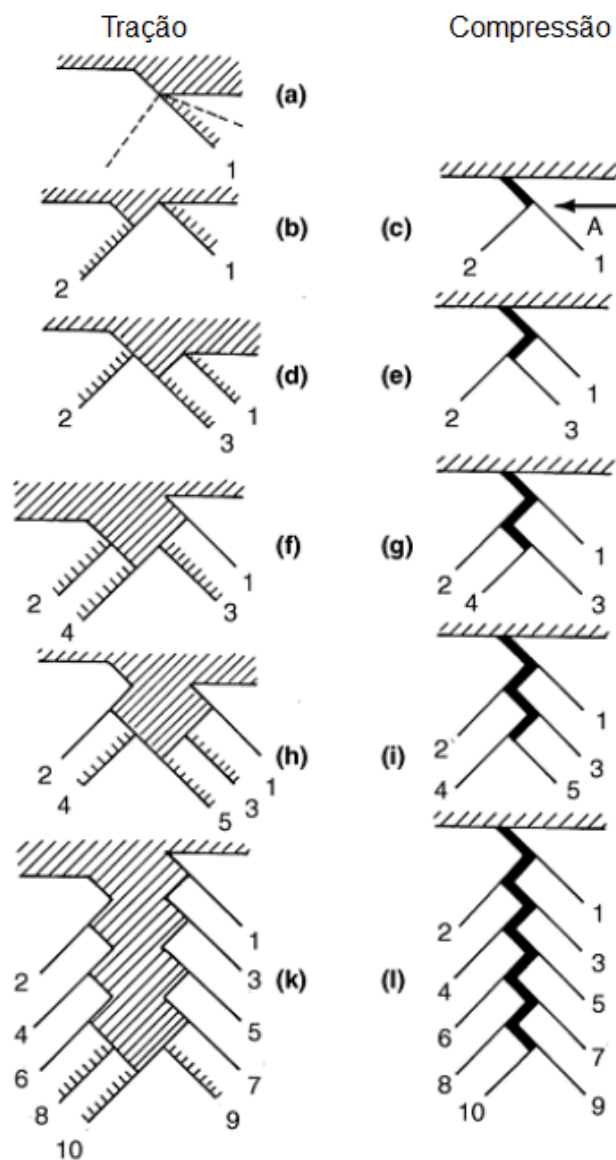 Tração Compressão
(a)
1
(b) (c) A
2 1 2 1
(d) (e)
2 3 1 2 3 1
(f) (g)
2 4 3 1 2 4 3 1
(h) (i)
2 4 5 3 1 2 4 5 3 1
(k) (l)
1 1
2 3 2 3
4 5 4 5
6 7 6 7
8 9 8 9
10 10